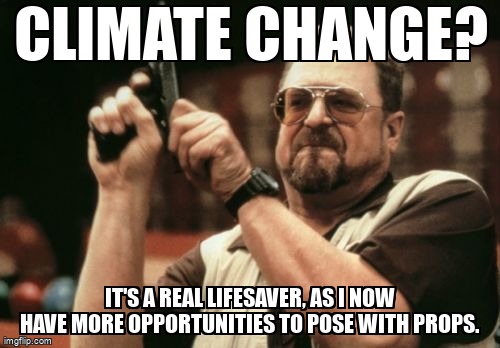 CLIMATE CHANGE?
IT'S A REAL LIFESAVER, AS I NOW
HAVE MORE OPPORTUNITIES TO POSE WITH PROPS.
imgflip.com